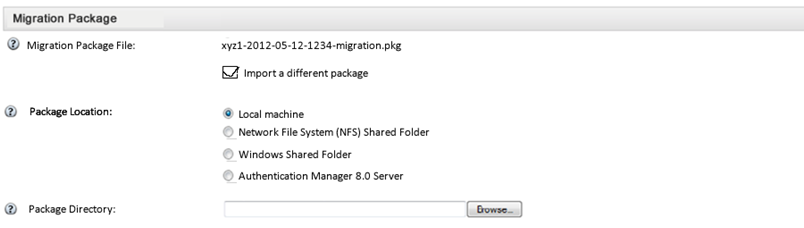 Migration Package
Migration Package File: xyz1-2012-05-12-1234-migration.pkg
Import a different package
Package Location: Local machine
Network File System (NFS) Shared Folder
Windows Shared Folder
Authentication Manager 8.0 Server
Package Directory: Browse...